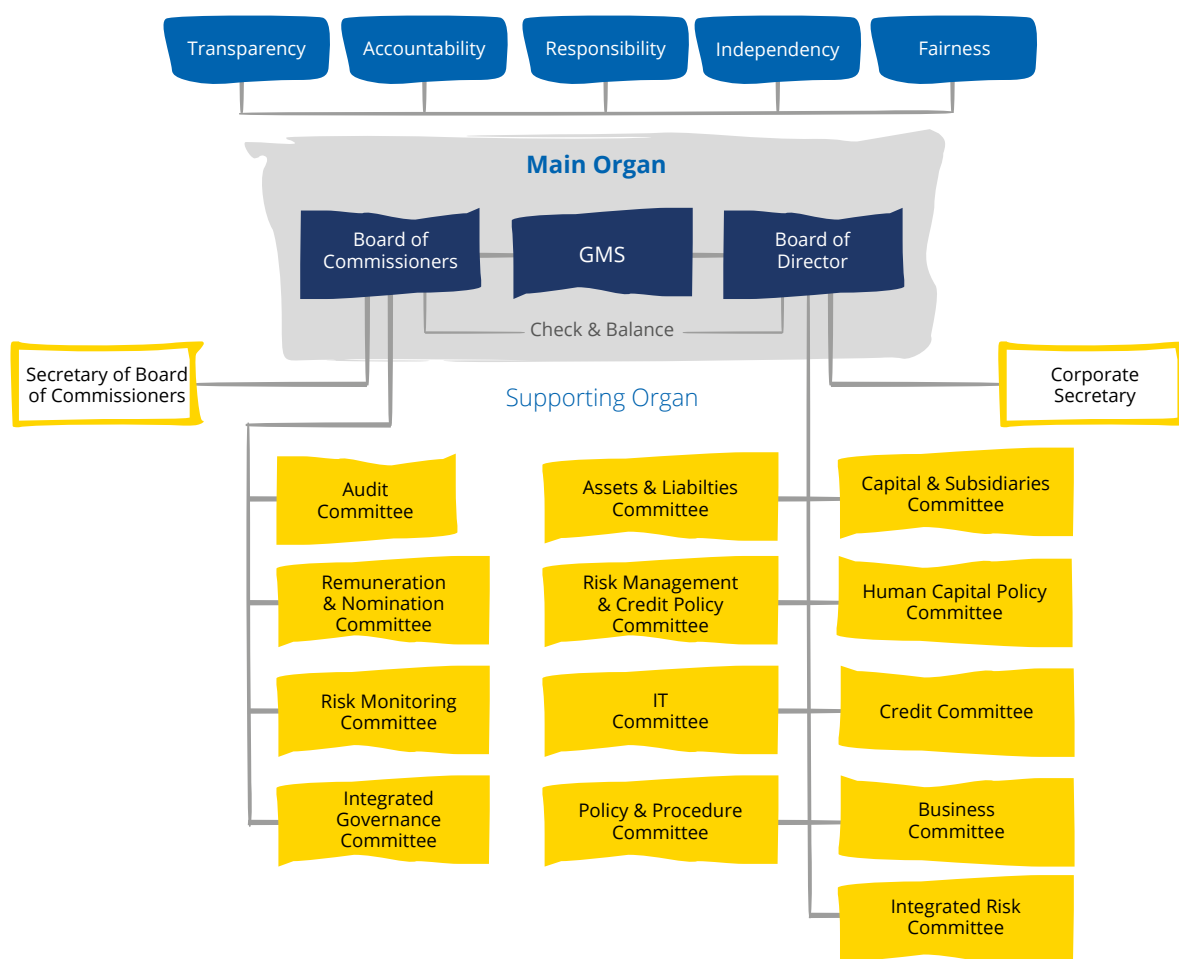 Transparency
Accountability
Responsibility
Independency
Fairness
Main Organ
Board of
Commissioners
GMS
Board of
Director
Check & Balance
Secretary of Board
of Commissioners
Corporate
Secretary
Supporting Organ
Audit
Committee
Assets & Liabilties
Committee
Capital & Subsidiaries
Committee
Remuneration
& Nomination
Committee
Risk Management
& Credit Policy
Committee
Human Capital Policy
Committee
Risk Monitoring
Committee
IT
Committee
Credit Committee
Integrated
Governance
Committee
Policy & Procedure
Committee
Business
Committee
Integrated Risk
Committee